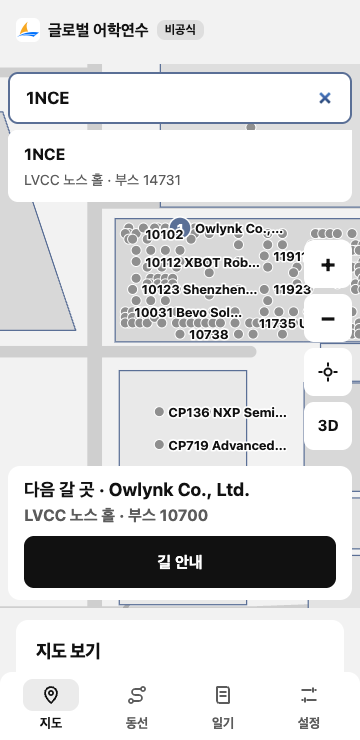 글로벌 어학연수 비공식
1NCE
1NCE
LVCC 노스 홀 · 부스 14731
10102 Owlynk Co.,...
10112 XBOT Rob...
10123 Shenzhen... 11923
10031 Bevo Sol...
10738
CP136 NXP Semi...
CP719 Advanced...
3D
다음 갈 곳 · Owlynk Co., Ltd.
LVCC 노스 홀 · 부스 10700
길 안내
지도 보기
지도 동선 일기 설정